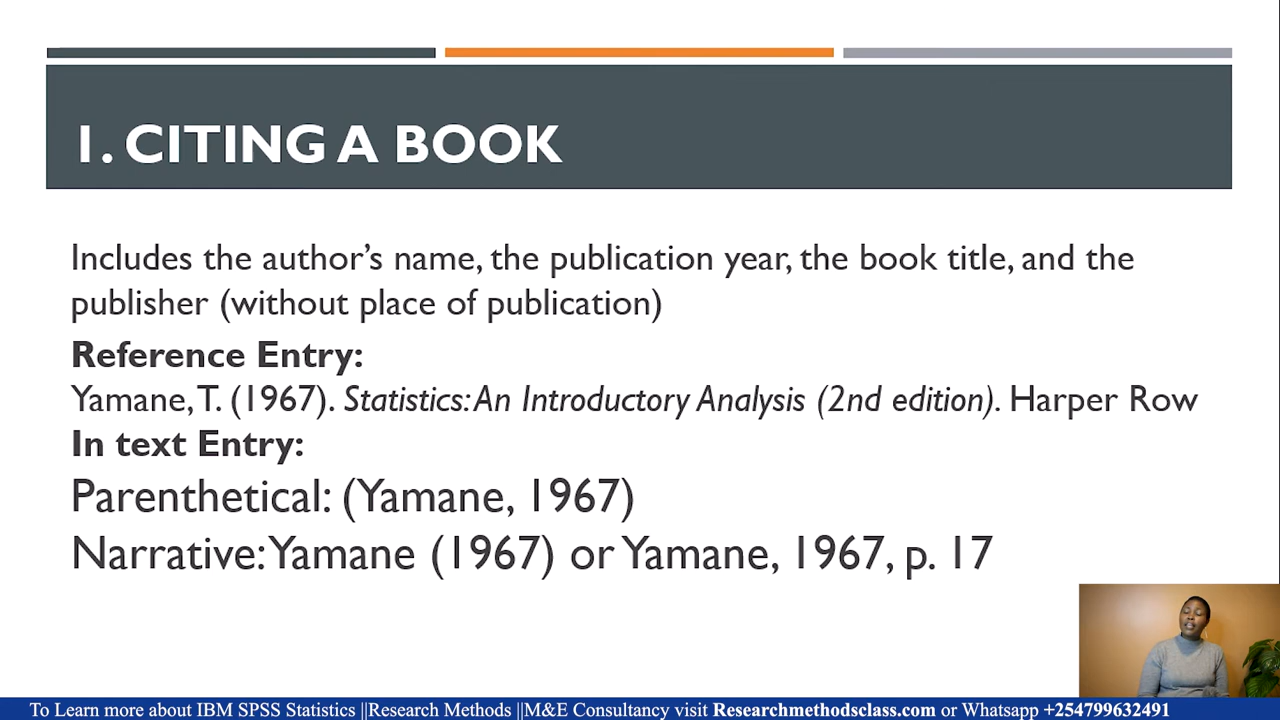 1. CITING A BOOK
Includes the author’s name, the publication year, the book title, and the
publisher (without place of publication)
Reference Entry:
Yamane, T. (1967). Statistics: An Introductory Analysis (2nd edition). Harper Row
In text Entry:
Parenthetical: (Yamane, 1967)
Narrative: Yamane (1967) or Yamane, 1967, p. 17
To Learn more about IBM SPSS Statistics ||Research Methods ||M&E Consultancy visit Researchmethodsclass.com or Whatsapp +254799632491